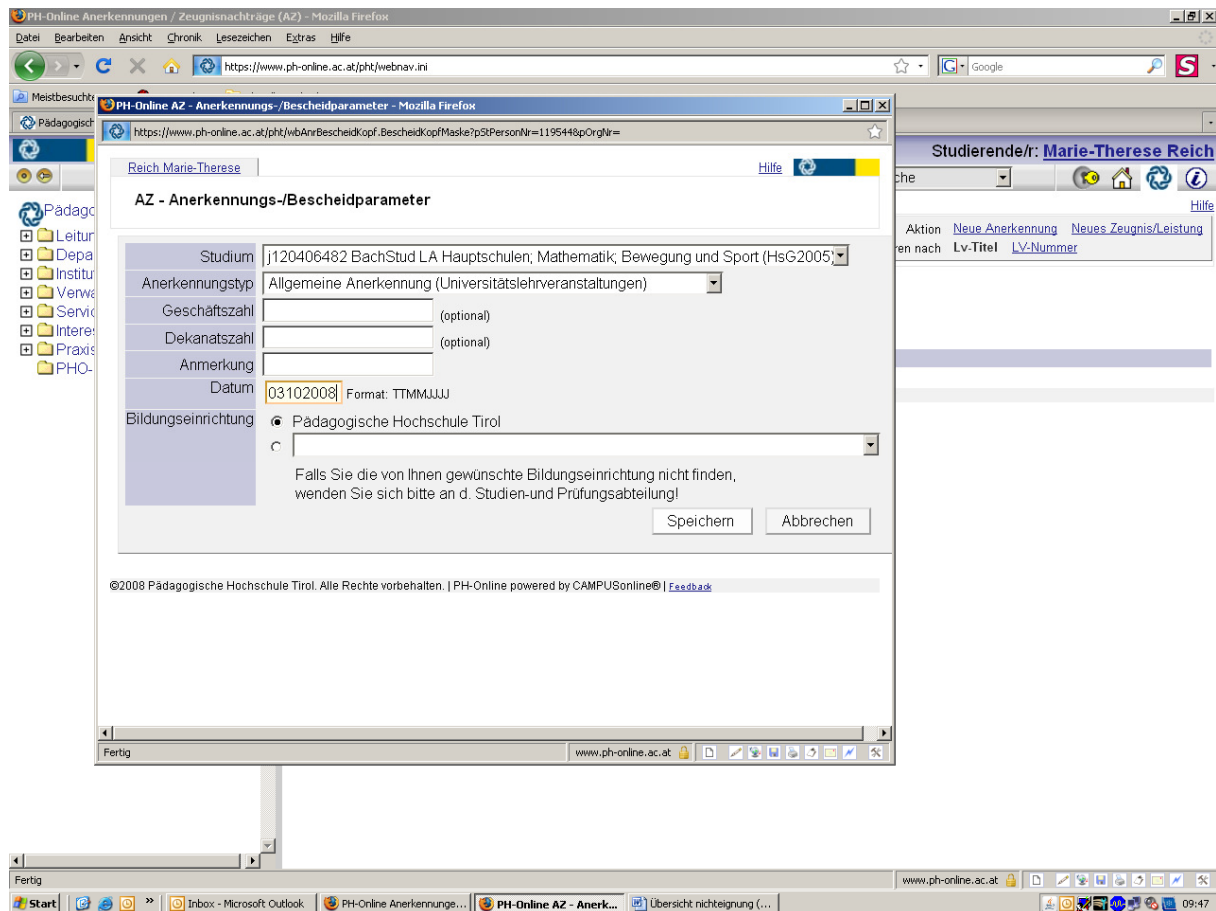 PH-Online Anerkennungen / Zeugnisnachträge (AZ) - Mozilla Firefox
Datei Bearbeiten Ansicht Chronik Lesezeichen Extras Hilfe
https://www.ph-online.ac.at/pht/webnav.ini
Google
Meistbesuchte
PH-Online AZ - Anerkennungs-/Bescheidparameter - Mozilla Firefox
Pädagogisch
https://www.ph-online.ac.at/pht/wbAnrBescheidKopf.BescheidKopfMaske?pStPersonNr=119544&pOrgNr=
Studierende/r: Marie-Therese Reich
Reich Marie-Therese
Hilfe
che
AZ - Anerkennungs-/Bescheidparameter
Hilfe
Pädago
Leitun
Depa
Institu
Verwa
Servic
Intere
Praxis
PHO-
Aktion Neue Anerkennung Neues Zeugnis/Leistung
en nach Lv-Titel LV-Nummer
Studium j120406482 BachStud LA Hauptschulen; Mathematik; Bewegung und Sport (HsG2005)
Anerkennungstyp Allgemeine Anerkennung (Universitätslehrveranstaltungen)
Geschäftszahl (optional)
Dekanatszahl (optional)
Anmerkung
Datum 03102008 Format: TTMMJJJJ
Bildungseinrichtung Pädagogische Hochschule Tirol
Falls Sie die von Ihnen gewünschte Bildungseinrichtung nicht finden,
wenden Sie sich bitte an d. Studien-und Prüfungsabteilung!
Speichern Abbrechen
©2008 Pädagogische Hochschule Tirol. Alle Rechte vorbehalten. | PH-Online powered by CAMPUSonline® | Feedback
Fertig www.ph-online.ac.at
Fertig www.ph-online.ac.at
Start Inbox - Microsoft Outlook PH-Online Anerkennunge... PH-Online AZ - Anerk... Übersicht nichteignung (... 09:47